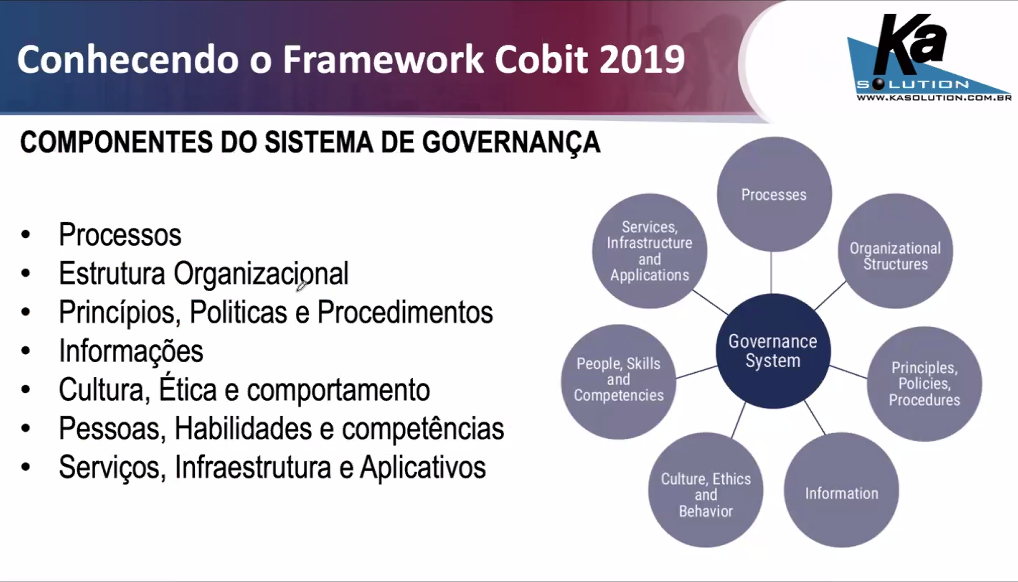 Conhecendo o Framework Cobit 2019
Ka
SOLUTION
WWW.KASOLUTION.COM.BR
COMPONENTES DO SISTEMA DE GOVERNANÇA
• Processos
• Estrutura Organizacional
• Princípios, Politicas e Procedimentos
• Informações
• Cultura, Ética e comportamento
• Pessoas, Habilidades e competências
• Serviços, Infraestrutura e Aplicativos
Processes
Organizational
Structures
Principles,
Policies,
Procedures
Information
Culture, Ethics
and
Behavior
People, Skills
and
Competencies
Services,
Infrastructure
and
Applications
Governance
System